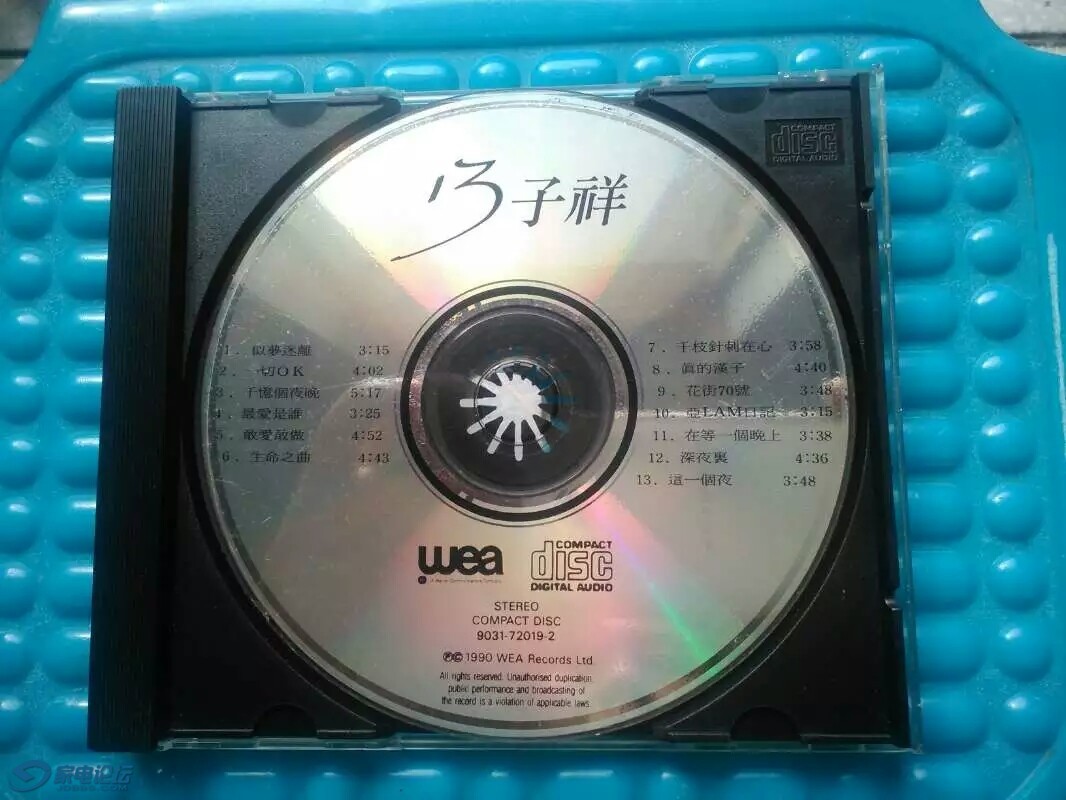 COMPACT
disc
DIGITAL AUDIO
子祥
1. 似夢迷離 3:15
2. 一切OK 4:02
3. 千憶個夜晚 5:17
4. 最愛是誰 3:25
5. 敢愛敢做 4:52
6. 生命之曲 4:43
7. 千枝針刺在心 3:58
8. 眞的漢子 4:40
9. 花街70號 3:48
10. 亞LAM日記 3:15
11. 在等一個晚上 3:38
12. 深夜裏 4:36
13. 這一個夜 3:48
wea
COMPACT
disc
DIGITAL AUDIO
STEREO
COMPACT DISC
9031-72019-2
℗© 1990 WEA Records Ltd.
All rights reserved. Unauthorised duplication,
public performance and broadcasting of
the record is a violation of applicable laws.
家电论坛